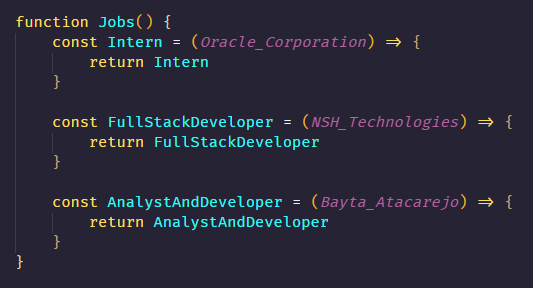 function Jobs() {
    const Intern = (Oracle_Corporation) => {
        return Intern
    }

    const FullStackDeveloper = (NSH_Technologies) => {
        return FullStackDeveloper
    }

    const AnalystAndDeveloper = (Bayta_Atacarejo) => {
        return AnalystAndDeveloper
    }
}